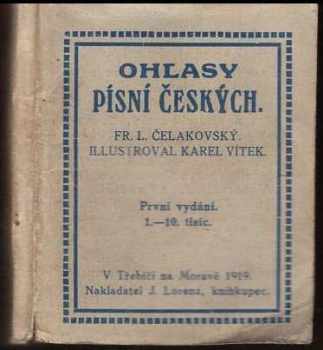 OHLASY
PÍSNÍ ČESKÝCH.
FR. L. ČELAKOVSKÝ.
ILLUSTROVAL KAREL VÍTEK.
První vydání.
1.—10. tisíc.
V Třebíči na Moravě 1919.
Nakladatel J. Lorenz, knihkupec.